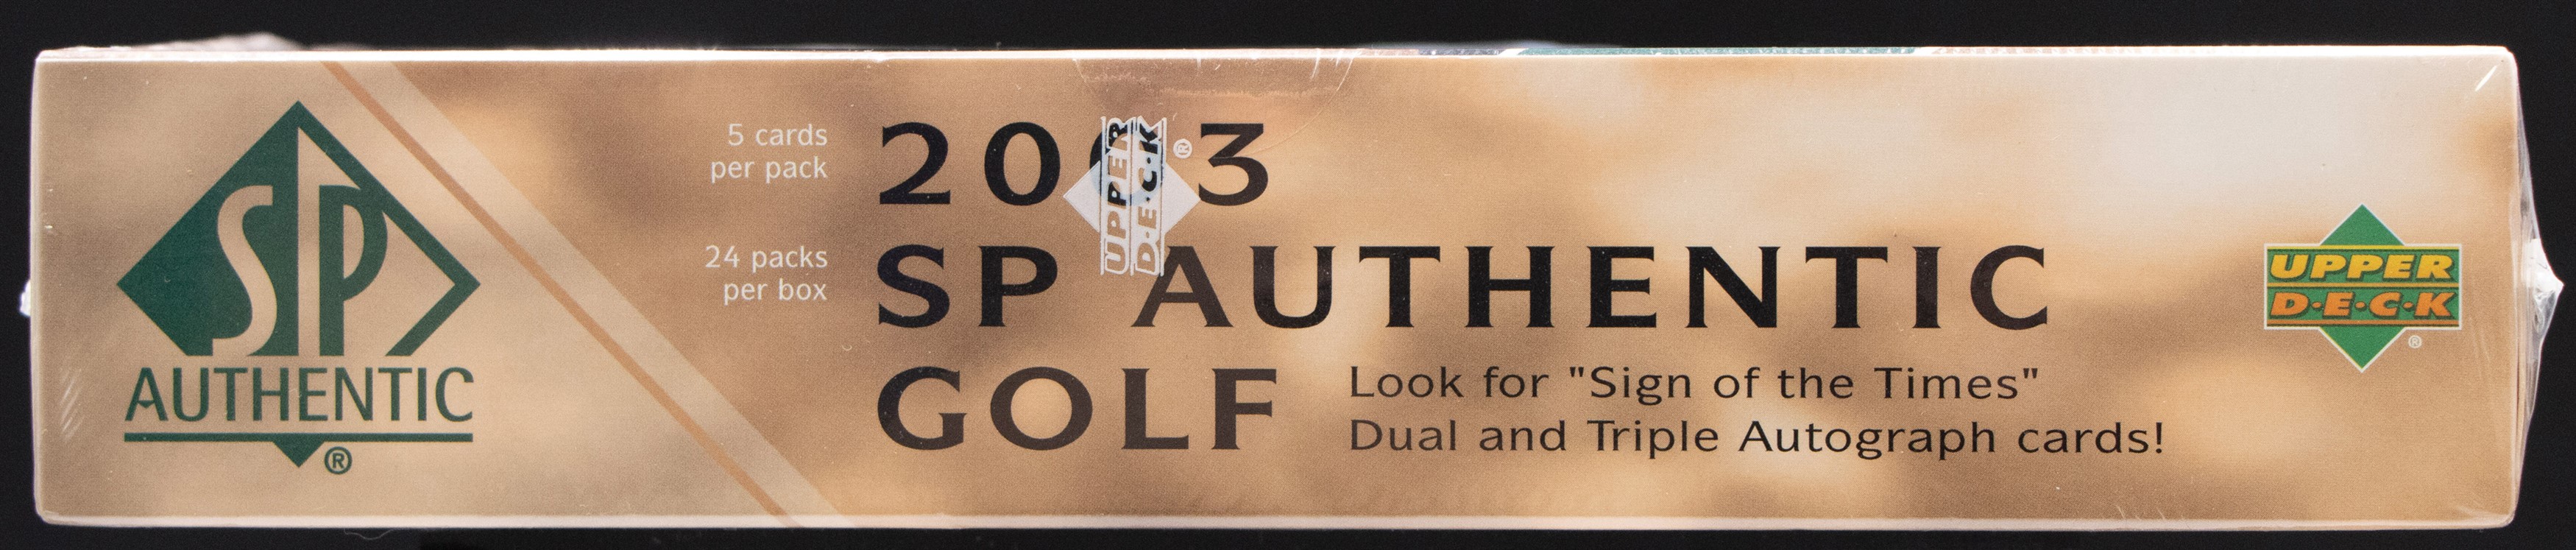 SP
AUTHENTIC
®
5 cards
per pack
24 packs
per box
2003
SP AUTHENTIC
GOLF
Look for "Sign of the Times"
Dual and Triple Autograph cards!
UPPER
D·E·C·K
®
UPPER
D·E·C·K
®